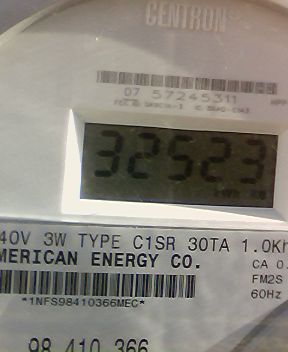 CENTRON®
07 57245311
32523
40V 3W TYPE C1SR 30TA 1.0Kh
MERICAN ENERGY CO.
CA 0.
FM2S
*1NFS98410366MEC*
60Hz
98 410 366